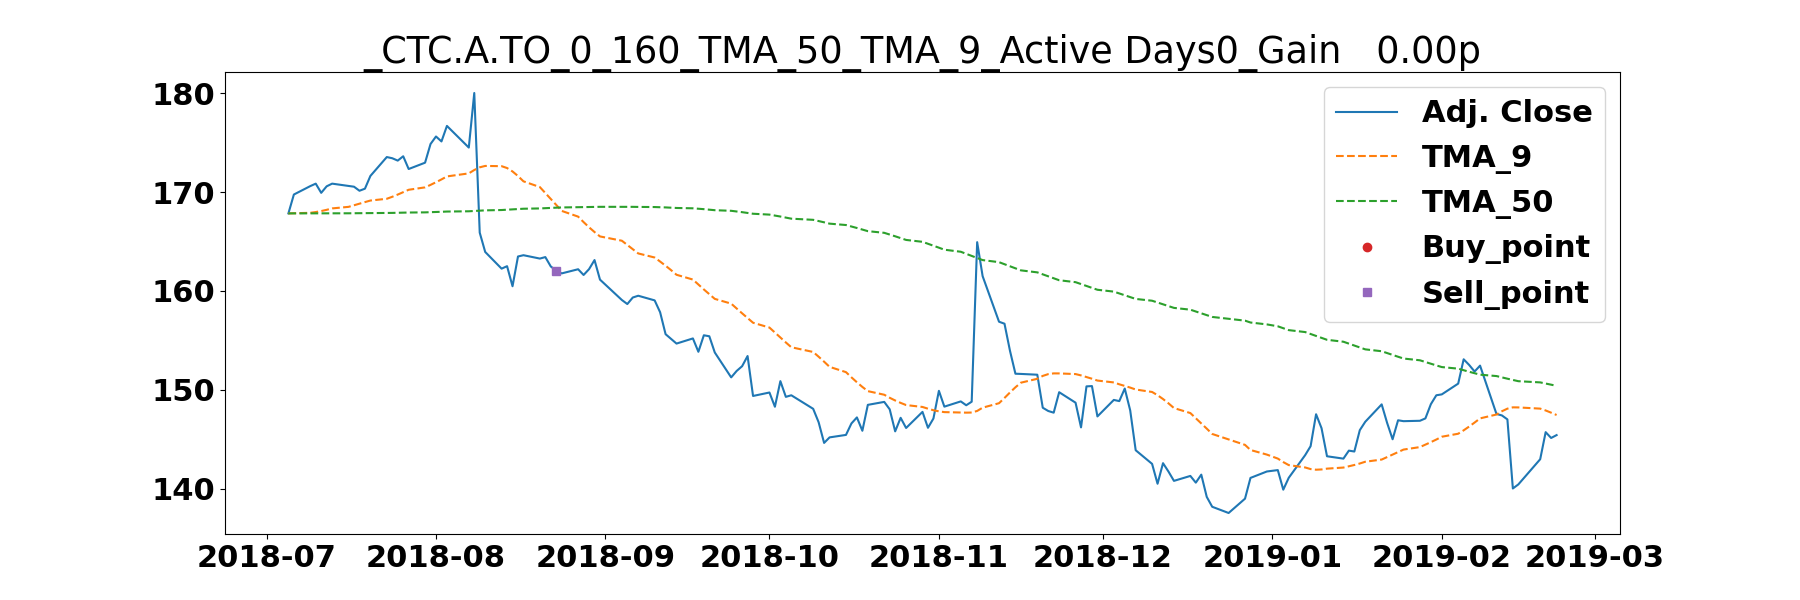 _CTC.A.TO_0_160_TMA_50_TMA_9_Active Days0_Gain   0.00p
180
170
160
150
140
Adj. Close
TMA_9
TMA_50
Buy_point
Sell_point
2018-07 2018-08 2018-09 2018-10 2018-11 2018-12 2019-01 2019-02 2019-03